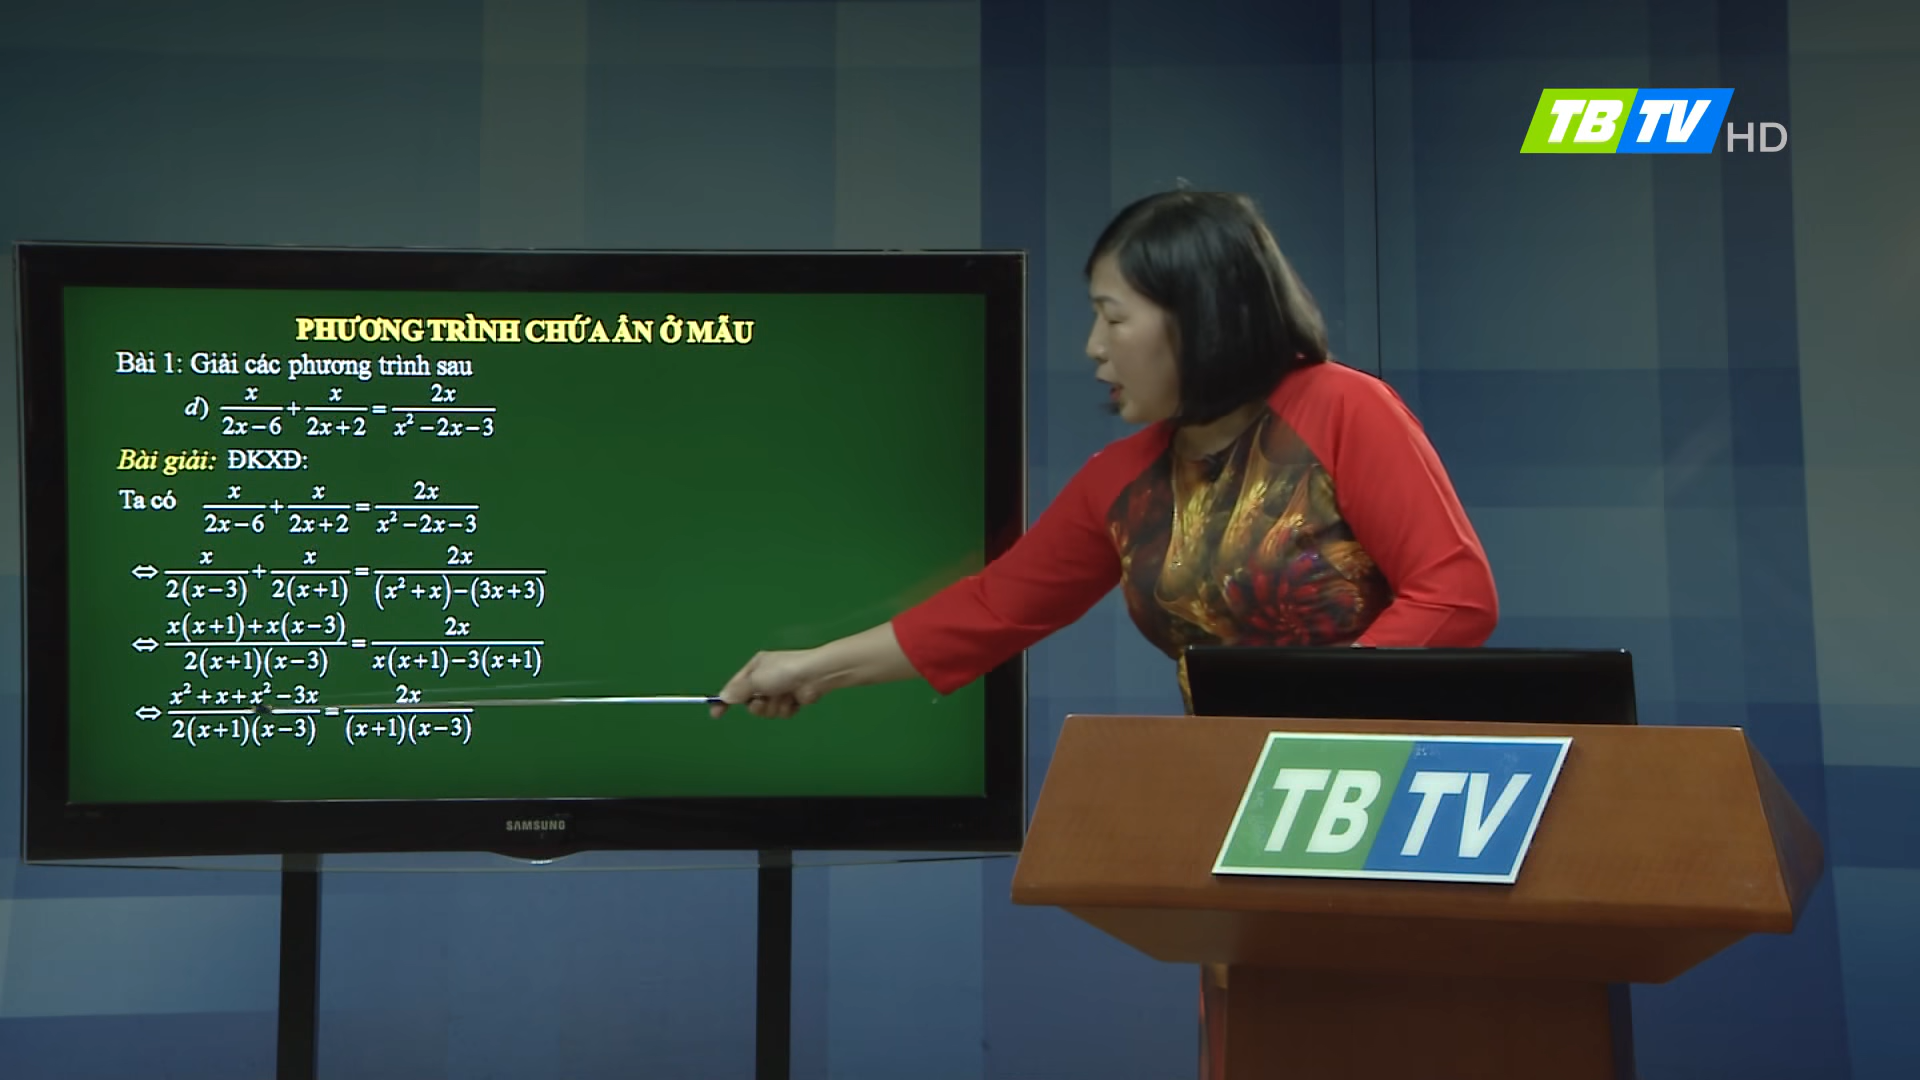 TBTV HD
PHƯƠNG TRÌNH CHỨA ẨN Ở MẪU
Bài 1: Giải các phương trình sau
d) x/(2x−6) + x/(2x+2) = 2x/(x²−2x−3)
Bài giải: ĐKXĐ:
Ta có x/(2x−6) + x/(2x+2) = 2x/(x²−2x−3)
⇔ x/(2(x−3)) + x/(2(x+1)) = 2x/((x²+x)−(3x+3))
⇔ (x(x+1)+x(x−3))/(2(x+1)(x−3)) = 2x/(x(x+1)−3(x+1))
⇔ (x²+x+x²−3x)/(2(x+1)(x−3)) = 2x/((x+1)(x−3))
SAMSUNG
TBTV